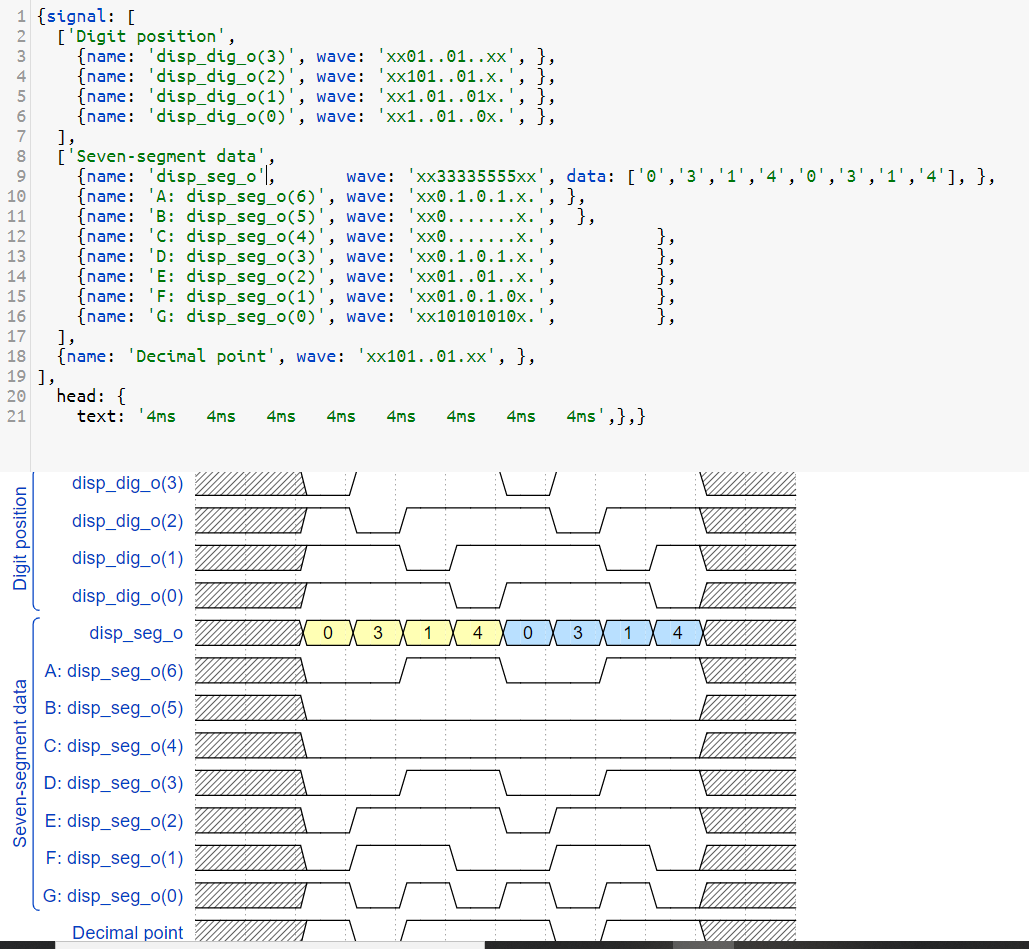 1 {signal: [
2 ['Digit position',
3 {name: 'disp_dig_o(3)', wave: 'xx01..01..xx', },
4 {name: 'disp_dig_o(2)', wave: 'xx101..01.x.', },
5 {name: 'disp_dig_o(1)', wave: 'xx1.01..01x.', },
6 {name: 'disp_dig_o(0)', wave: 'xx1..01..0x.', },
7 ],
8 ['Seven-segment data',
9 {name: 'disp_seg_o', wave: 'xx33335555xx', data: ['0','3','1','4','0','3','1','4'], },
10 {name: 'A: disp_seg_o(6)', wave: 'xx0.1.0.1.x.', },
11 {name: 'B: disp_seg_o(5)', wave: 'xx0.......x.', },
12 {name: 'C: disp_seg_o(4)', wave: 'xx0.......x.', },
13 {name: 'D: disp_seg_o(3)', wave: 'xx0.1.0.1.x.', },
14 {name: 'E: disp_seg_o(2)', wave: 'xx01..01..x.', },
15 {name: 'F: disp_seg_o(1)', wave: 'xx01.0.1.0x.', },
16 {name: 'G: disp_seg_o(0)', wave: 'xx10101010x.', },
17 ],
18 {name: 'Decimal point', wave: 'xx101..01.xx', },
19 ],
20 head: {
21 text: '4ms 4ms 4ms 4ms 4ms 4ms 4ms 4ms',},}
Digit position
disp_dig_o(3)
disp_dig_o(2)
disp_dig_o(1)
disp_dig_o(0)
Seven-segment data
disp_seg_o 0 3 1 4 0 3 1 4
A: disp_seg_o(6)
B: disp_seg_o(5)
C: disp_seg_o(4)
D: disp_seg_o(3)
E: disp_seg_o(2)
F: disp_seg_o(1)
G: disp_seg_o(0)
Decimal point